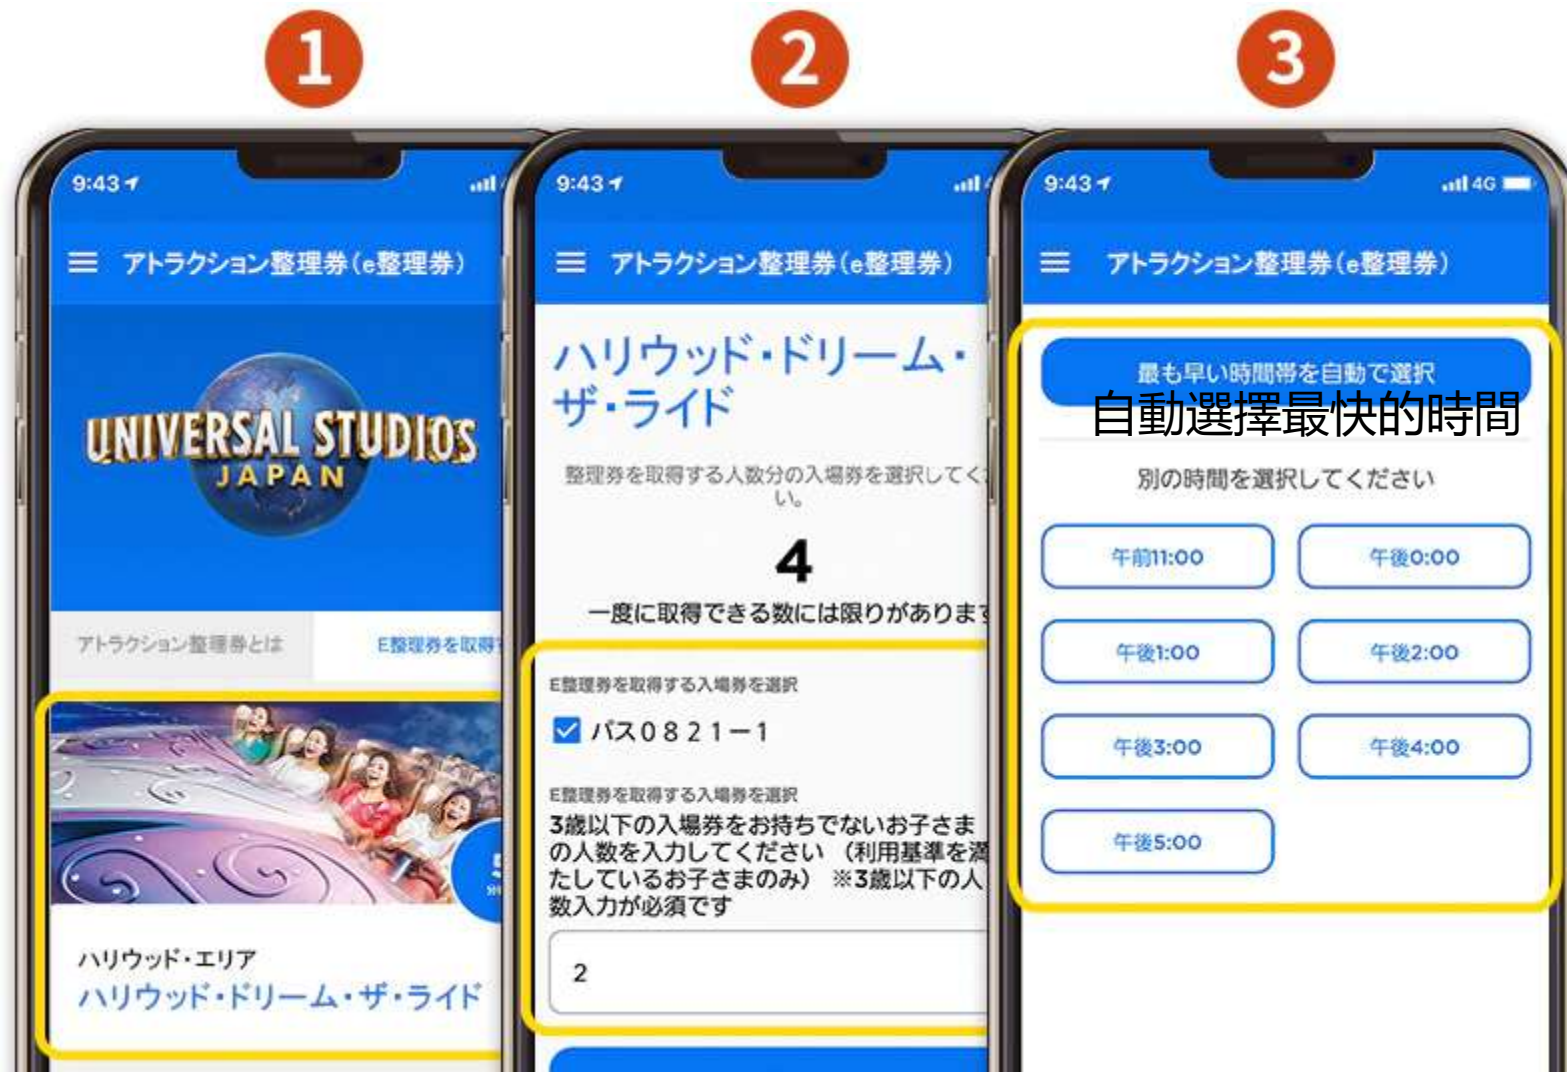 1
9:43
アトラクション整理券(e整理券)
UNIVERSAL STUDIOS
JAPAN
アトラクション整理券とは
E整理券を取得
ハリウッド・エリア
ハリウッド・ドリーム・ザ・ライド
2
9:43
アトラクション整理券(e整理券)
ハリウッド・ドリーム・
ザ・ライド
整理券を取得する人数分の入場券を選択してく
い。
4
一度に取得できる数には限りがあります
E整理券を取得する入場券を選択
パス0821ー1
E整理券を取得する入場券を選択
3歳以下の入場券をお持ちでないお子さま
の人数を入力してください (利用基準を満
たしているお子さまのみ) ※3歳以下の人
数入力が必須です
2
3
9:43
4G
アトラクション整理券(e整理券)
最も早い時間帯を自動で選択
自動選擇最快的時間
別の時間を選択してください
午前11:00
午後0:00
午後1:00
午後2:00
午後3:00
午後4:00
午後5:00